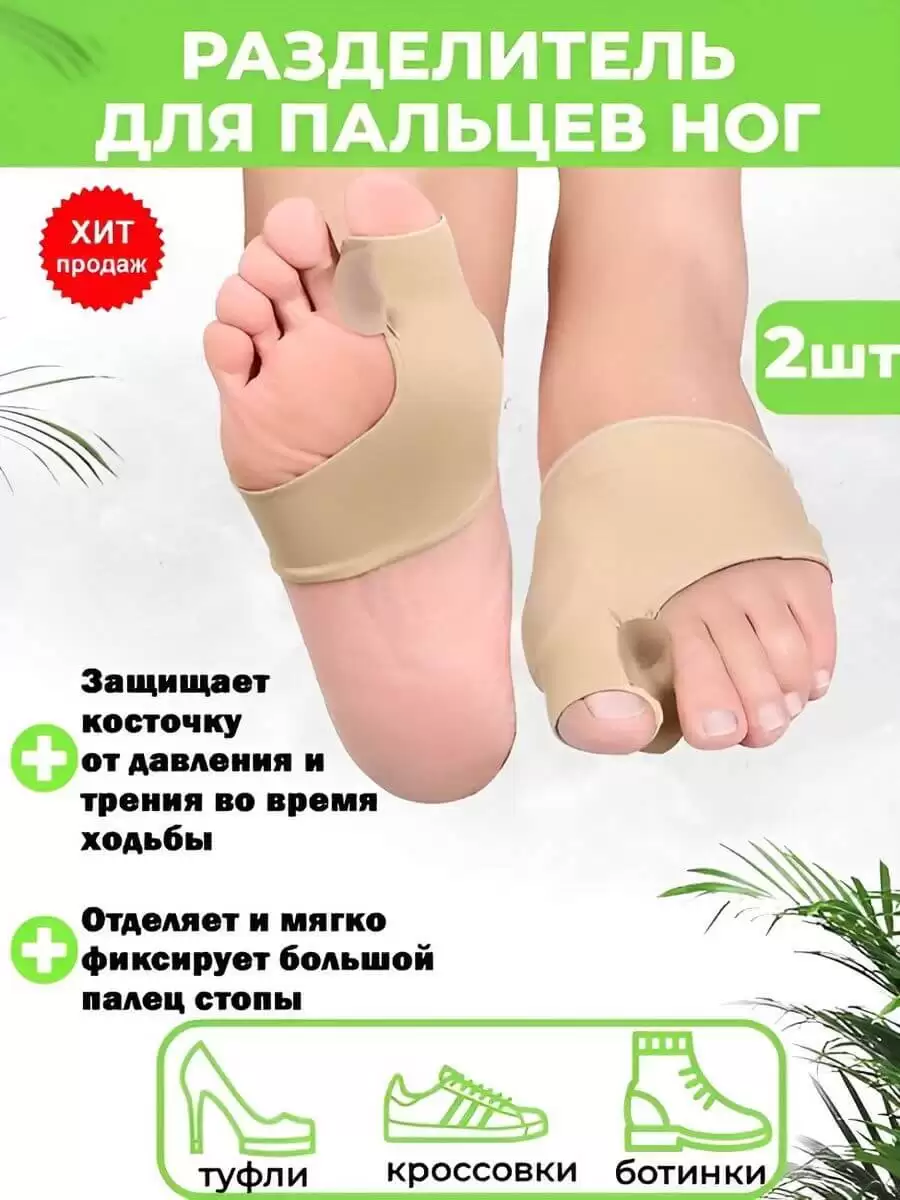 РАЗДЕЛИТЕЛЬ
ДЛЯ ПАЛЬЦЕВ НОГ
ХИТ
продаж
2шт
Защищает
косточку
от давления и
трения во время
ходьбы
Отделяет и мягко
фиксирует большой
палец стопы
туфли
кроссовки
ботинки